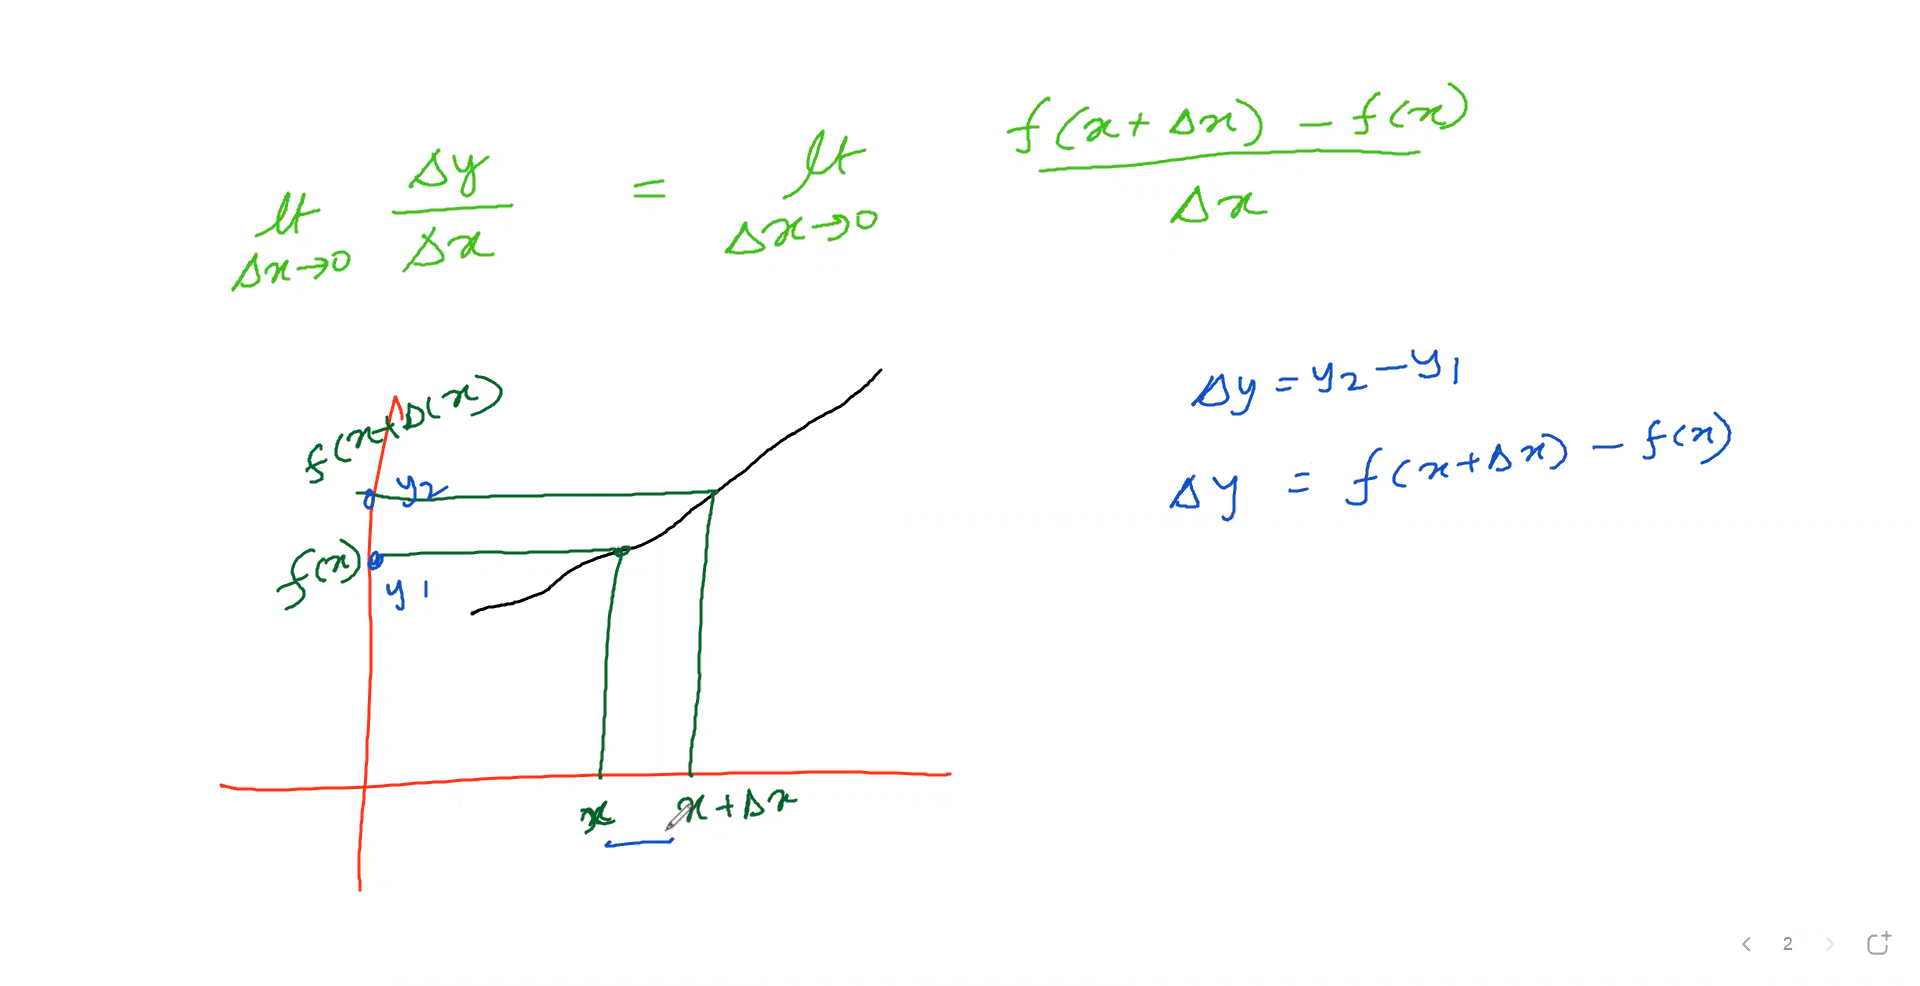 lt Δx→0 Δy/Δx = lt Δx→0 f(x+Δx) − f(x)/Δx
Δy = y2 − y1
Δy = f(x+Δx) − f(x)
f(x+Δ(x)
y2
f(x)
y1
x x+Δx
2